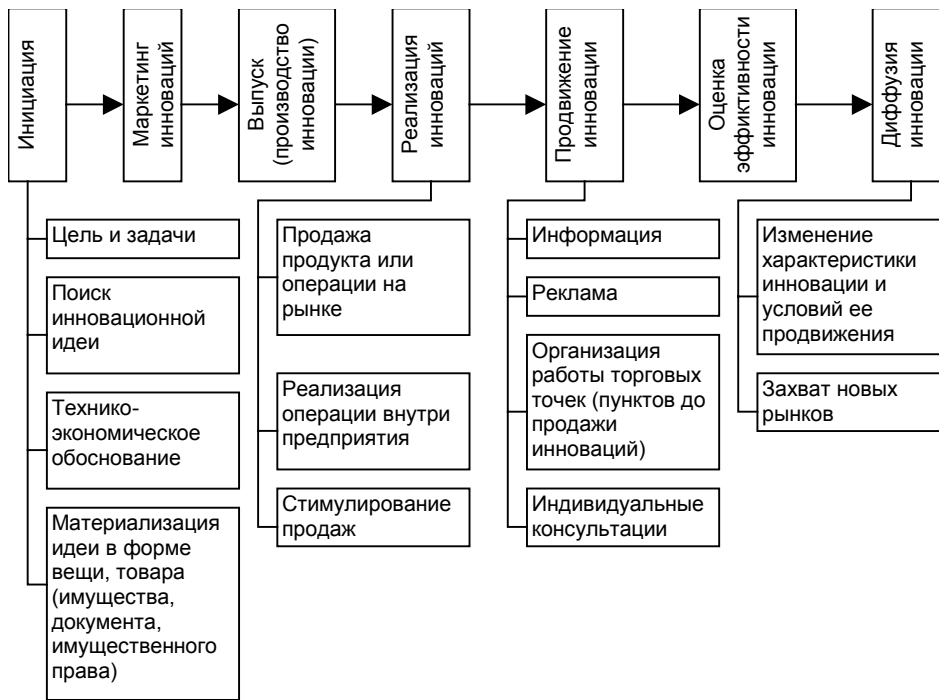 Инициация
Маркетинг
инноваций
Выпуск
(производство
инновации)
Реализация
инноваций
Продвижение
инновации
Оценка
эффиктивности
инновации
Диффузия
инновации
Цель и задачи
Поиск
инновационной
идеи
Технико-
экономическое
обоснование
Материализация
идеи в форме
вещи, товара
(имущества,
документа,
имущественного
права)
Продажа
продукта или
операции на
рынке
Реализация
операции внутри
предприятия
Стимулирование
продаж
Информация
Реклама
Организация
работы торговых
точек (пунктов до
продажи
инноваций)
Индивидуальные
консультации
Изменение
характеристики
инновации и
условий ее
продвижения
Захват новых
рынков